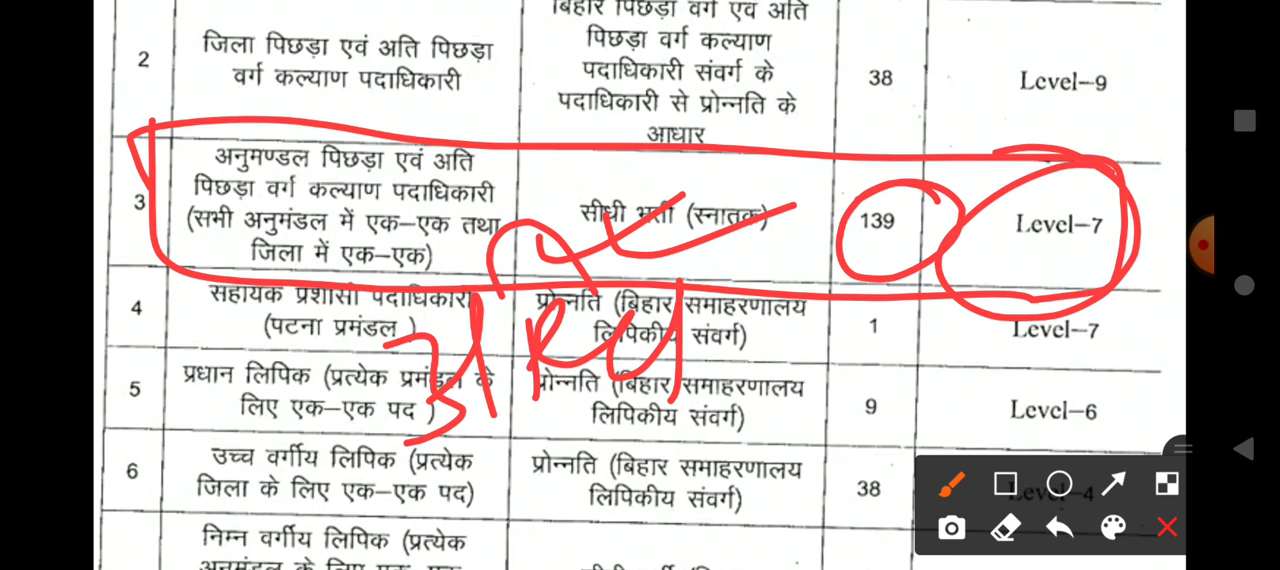 बिहार पिछड़ा वर्ग एवं अति
2
जिला पिछड़ा एवं अति पिछड़ा
वर्ग कल्याण पदाधिकारी
पिछड़ा वर्ग कल्याण
पदाधिकारी संवर्ग के
पदाधिकारी से प्रोन्नति के
आधार
38
Level-9
3
अनुमण्डल पिछड़ा एवं अति
पिछड़ा वर्ग कल्याण पदाधिकारी
(सभी अनुमंडल में एक-एक तथा
जिला में एक-एक)
सीधी भर्ती (स्नातक)
139
Level-7
4
सहायक प्रशासी पदाधिकारी
(पटना प्रमंडल )
प्रोन्नति (बिहार समाहरणालय
लिपिकीय संवर्ग)
1
Level-7
5
प्रधान लिपिक (प्रत्येक प्रमंडल के
लिए एक-एक पद )
प्रोन्नति (बिहार समाहरणालय
लिपिकीय संवर्ग)
9
Level-6
6
उच्च वर्गीय लिपिक (प्रत्येक
जिला के लिए एक-एक पद)
प्रोन्नति (बिहार समाहरणालय
लिपिकीय संवर्ग)
38
Level-4
निम्न वर्गीय लिपिक (प्रत्येक